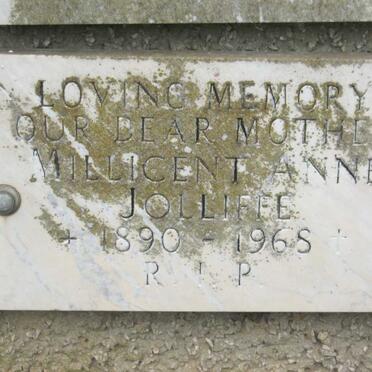 LOVING MEMORY
OUR DEAR MOTHE
MILLICENT ANNE
JOLLIFFE
+ 1890 - 1968 +
R.I.P.